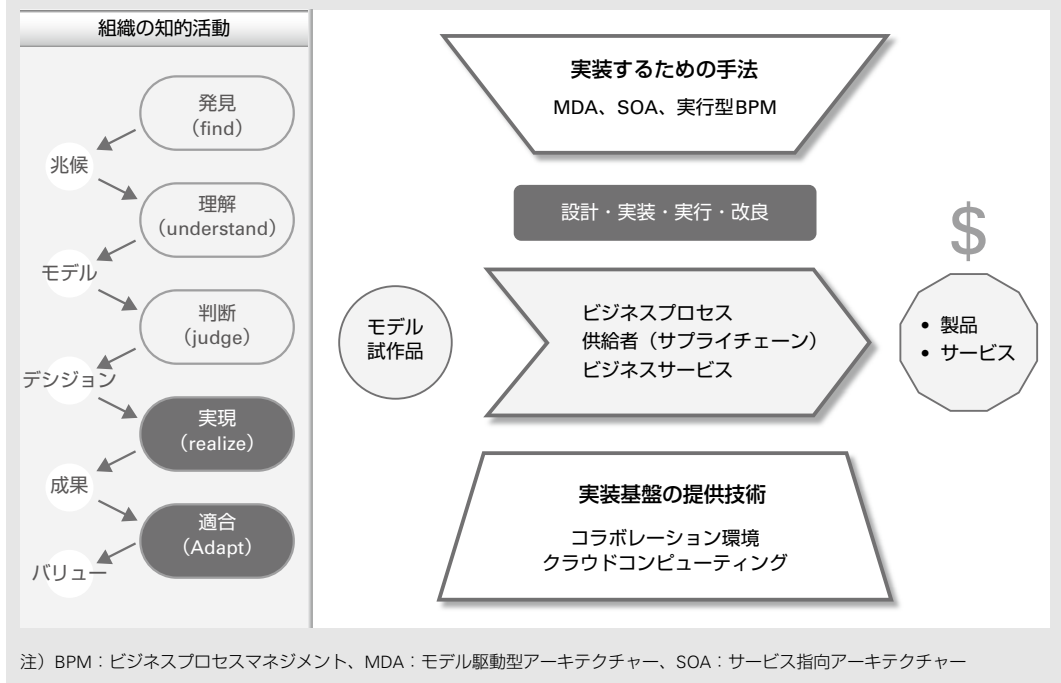 組織の知的活動
発見
（find）
兆候
理解
（understand）
モデル
判断
（judge）
デシジョン
実現
（realize）
成果
適合
（Adapt）
バリュー
実装するための手法
MDA、SOA、実行型BPM
設計・実装・実行・改良
モデル
試作品
ビジネスプロセス
供給者（サプライチェーン）
ビジネスサービス
$
• 製品
• サービス
実装基盤の提供技術
コラボレーション環境
クラウドコンピューティング
注）BPM：ビジネスプロセスマネジメント、MDA：モデル駆動型アーキテクチャー、SOA：サービス指向アーキテクチャー